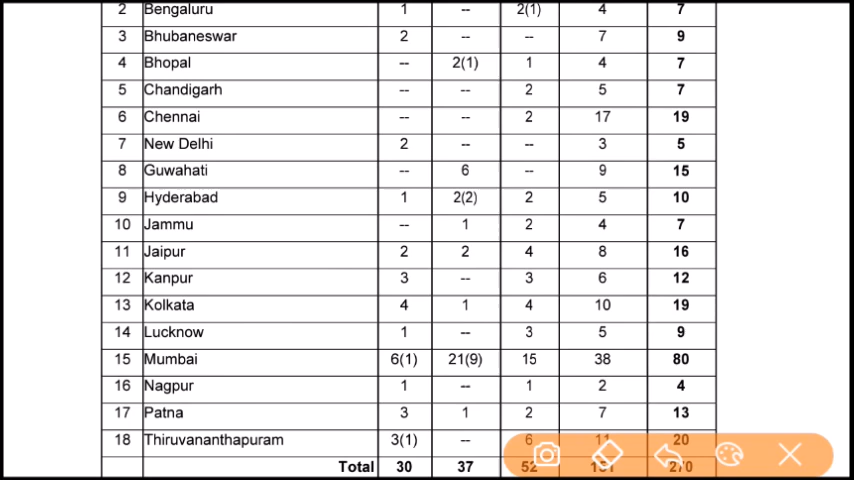 2 Bengaluru 1 -- 2(1) 4 7
3 Bhubaneswar 2 -- -- 7 9
4 Bhopal -- 2(1) 1 4 7
5 Chandigarh -- -- 2 5 7
6 Chennai -- -- 2 17 19
7 New Delhi 2 -- -- 3 5
8 Guwahati -- 6 -- 9 15
9 Hyderabad 1 2(2) 2 5 10
10 Jammu -- 1 2 4 7
11 Jaipur 2 2 4 8 16
12 Kanpur 3 -- 3 6 12
13 Kolkata 4 1 4 10 19
14 Lucknow 1 -- 3 5 9
15 Mumbai 6(1) 21(9) 15 38 80
16 Nagpur 1 -- 1 2 4
17 Patna 3 1 2 7 13
18 Thiruvananthapuram 3(1) -- 6 11 20
Total 30 37 52 151 270